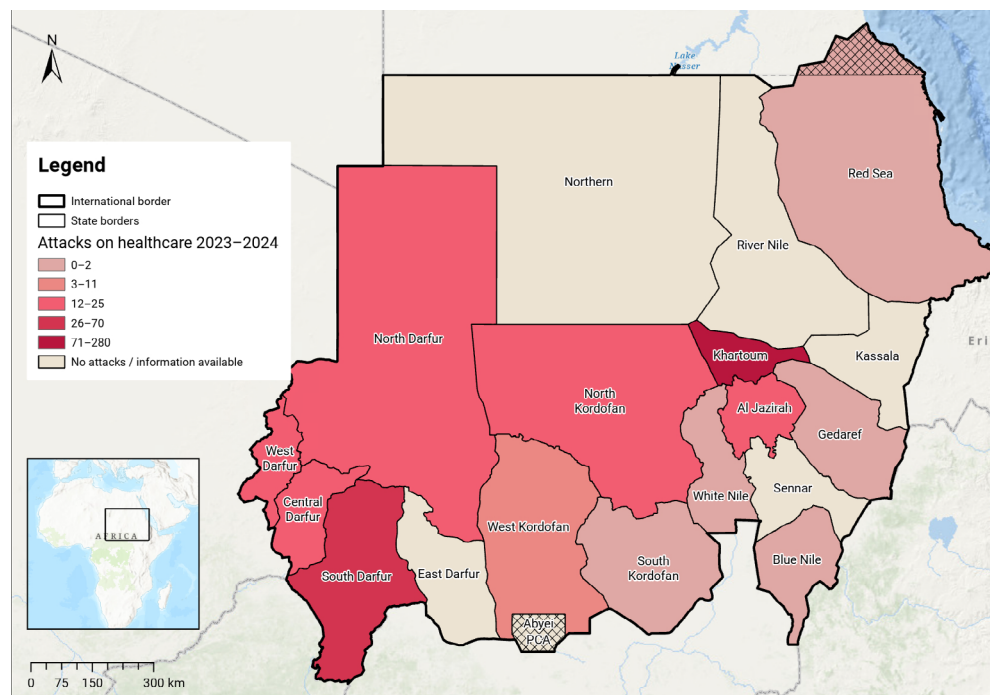 N
Lake
Nasser
Northern
Red Sea
River Nile
Legend
International border
State borders
Attacks on healthcare 2023–2024
0–2
3–11
12–25
26–70
71–280
No attacks / information available
North Darfur
Khartoum
Kassala
Eri
North
Kordofan
Al Jazirah
Gedaref
West
Darfur
Central
Darfur
White Nile
Sennar
West Kordofan
South Darfur
East Darfur
South
Kordofan
Blue Nile
Abyei
PCA
AFRICA
0 75 150 300 km